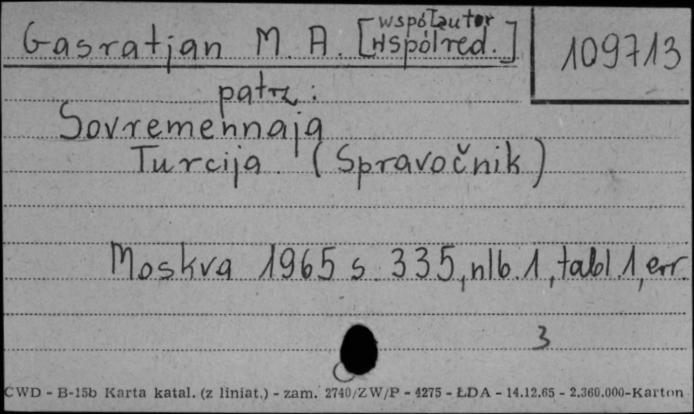 Gasratjan M. A. [współautor
Współred.]
109713
patrz:
Sovremennaja
Turcija (Spravočnik)
Moskva 1965 s. 335, nlb. 1, tabl. 1, err.
3
CWD - B-15b Karta katal. (z liniat.) - zam. 2740/ZW/P - 4275 - ŁDA - 14.12.65 - 2.360.000-Karton